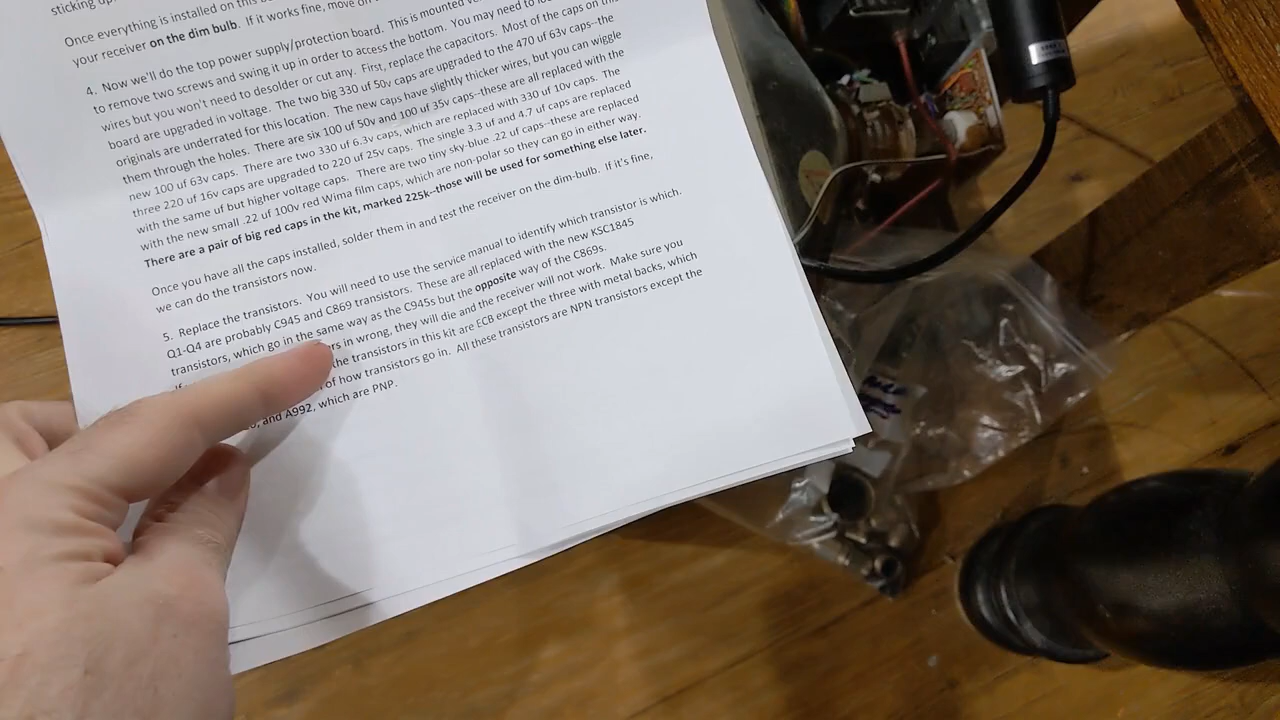 sticking up.
Once everything is installed on this
your receiver on the dim bulb. If it works fine, move
4. Now we'll do the top power supply/protection board. This is mounted
to remove two screws and swing it up in order to access the bottom. You may need to
wires but you won't need to desolder or cut any. First, replace the capacitors. Most of the caps on this
board are upgraded in voltage. The two big 330 uf 50v caps are upgraded to the 470 uf 63v caps--the
originals are underrated for this location. The new caps have slightly thicker wires, but you can wiggle
them through the holes. There are six 100 uf 50v and 100 uf 35v caps--these are all replaced with the
new 100 uf 63v caps. There are two 330 uf 6.3v caps, which are replaced with 330 uf 10v caps. The
three 220 uf 16v caps are upgraded to 220 uf 25v caps. The single 3.3 uf and 4.7 uf caps are replaced
with the same uf but higher voltage caps. There are two tiny sky-blue .22 uf caps--these are replaced
with the new small .22 uf 100v red Wima film caps, which are non-polar so they can go in either way.
There are a pair of big red caps in the kit, marked 225k--those will be used for something else later.
Once you have all the caps installed, solder them in and test the receiver on the dim-bulb. If it's fine,
we can do the transistors now.
5. Replace the transistors. You will need to use the service manual to identify which transistor is which.
Q1-Q4 are probably C945 and C869 transistors. These are all replaced with the new KSC1845
transistors, which go in the same way as the C945s but the opposite way of the C869s.
in wrong, they will die and the receiver will not work. Make sure you
the transistors in this kit are ECB except the three with metal backs, which
of how transistors go in. All these transistors are NPN transistors except the
and A992, which are PNP.